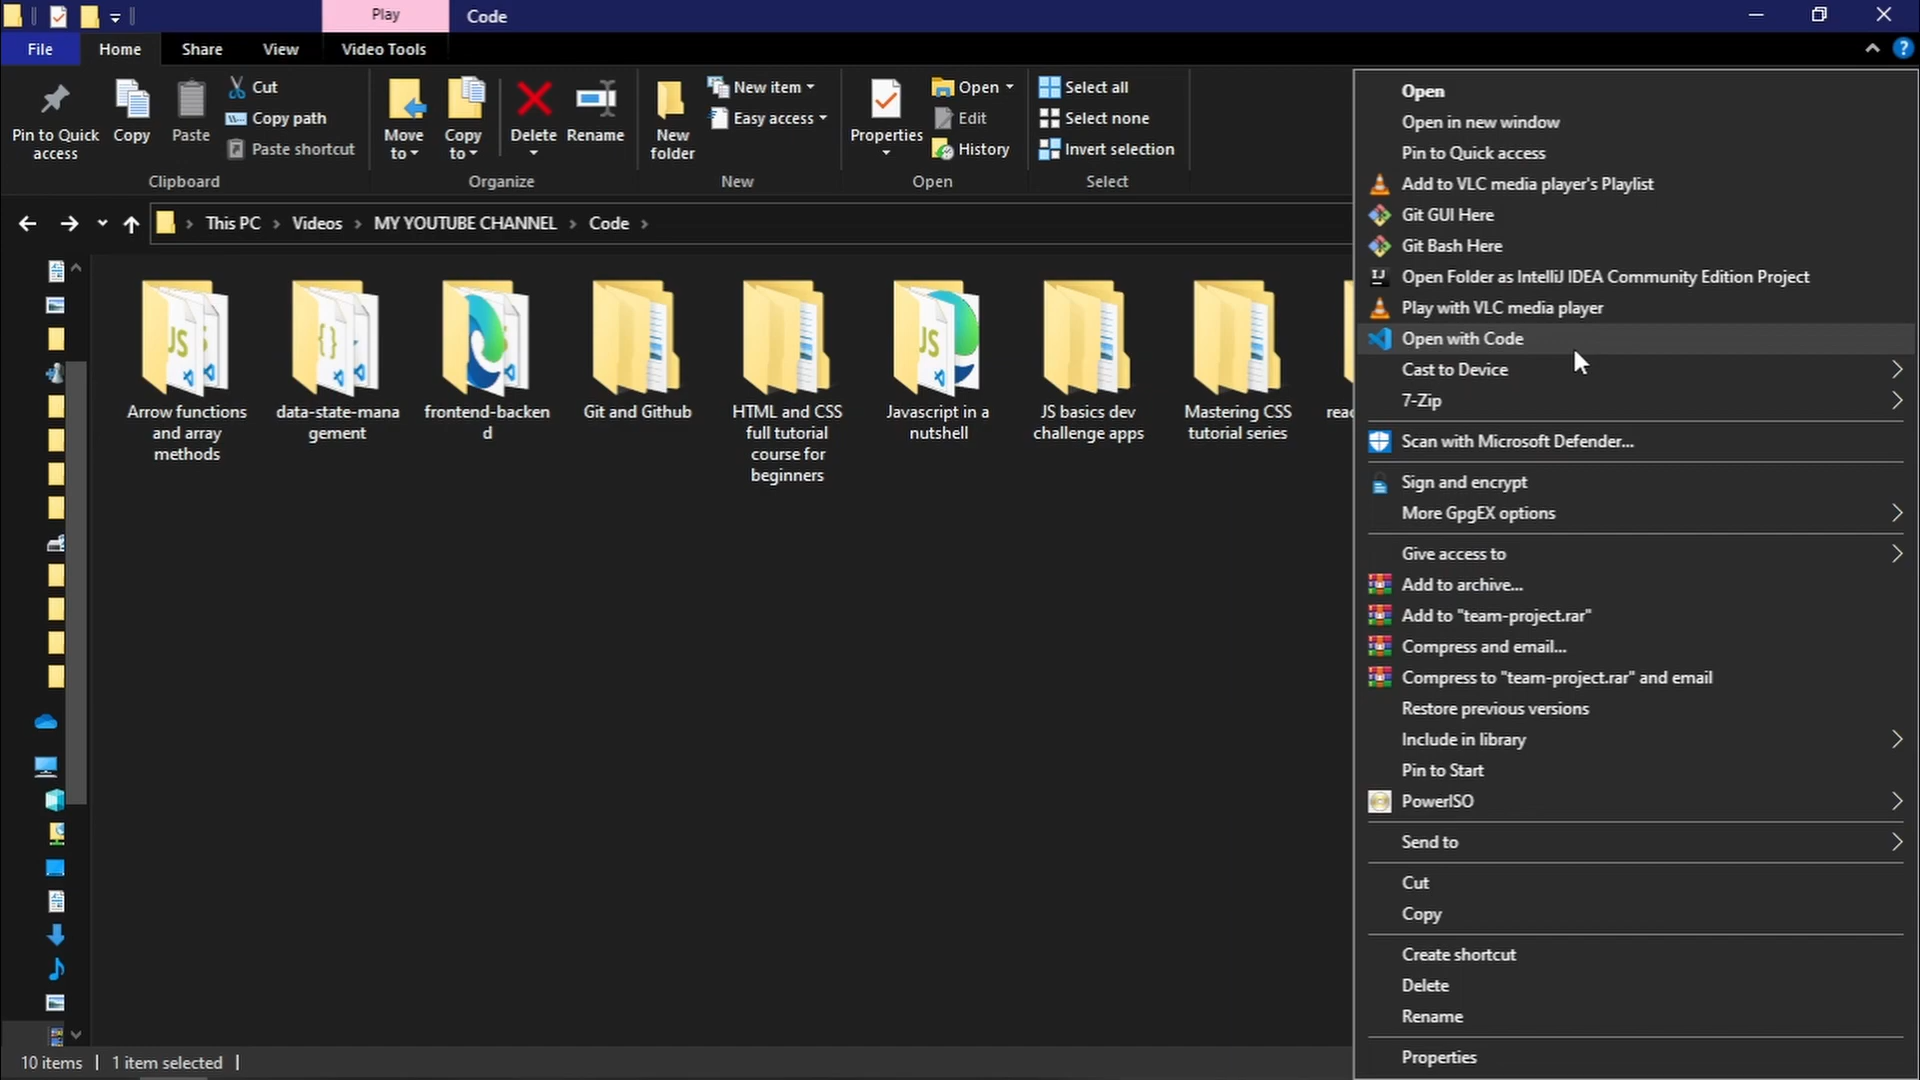 Play
Code
File
Home
Share
View
Video Tools
Pin to Quick
access
Copy
Paste
Cut
Copy path
Paste shortcut
Clipboard
Move
to
Copy
to
Delete
Rename
Organize
New
folder
New item
Easy access
New
Properties
Open
Edit
History
Open
Select all
Select none
Invert selection
Select
This PC
Videos
MY YOUTUBE CHANNEL
Code
Arrow functions
and array
methods
data-state-mana
gement
frontend-backen
d
Git and Github
HTML and CSS
full tutorial
course for
beginners
Javascript in a
nutshell
JS basics dev
challenge apps
Mastering CSS
tutorial series
Open
Open in new window
Pin to Quick access
Add to VLC media player's Playlist
Git GUI Here
Git Bash Here
Open Folder as IntelliJ IDEA Community Edition Project
Play with VLC media player
Open with Code
Cast to Device
7-Zip
Scan with Microsoft Defender...
Sign and encrypt
More GpgEX options
Give access to
Add to archive...
Add to "team-project.rar"
Compress and email...
Compress to "team-project.rar" and email
Restore previous versions
Include in library
Pin to Start
PowerISO
Send to
Cut
Copy
Create shortcut
Delete
Rename
Properties
10 items
1 item selected